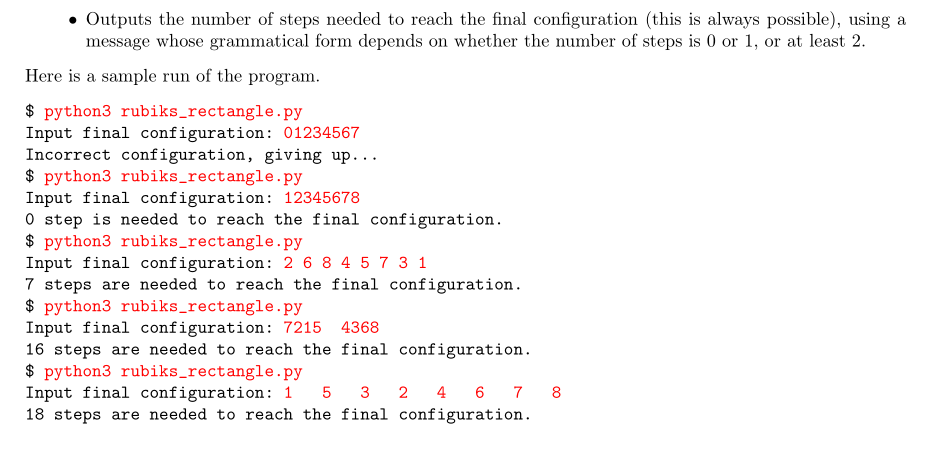 • Outputs the number of steps needed to reach the final configuration (this is always possible), using a
message whose grammatical form depends on whether the number of steps is 0 or 1, or at least 2.
Here is a sample run of the program.
$ python3 rubiks_rectangle.py
Input final configuration: 01234567
Incorrect configuration, giving up...
$ python3 rubiks_rectangle.py
Input final configuration: 12345678
0 step is needed to reach the final configuration.
$ python3 rubiks_rectangle.py
Input final configuration: 2 6 8 4 5 7 3 1
7 steps are needed to reach the final configuration.
$ python3 rubiks_rectangle.py
Input final configuration: 7215  4368
16 steps are needed to reach the final configuration.
$ python3 rubiks_rectangle.py
Input final configuration: 1   5   3   2   4   6   7   8
18 steps are needed to reach the final configuration.